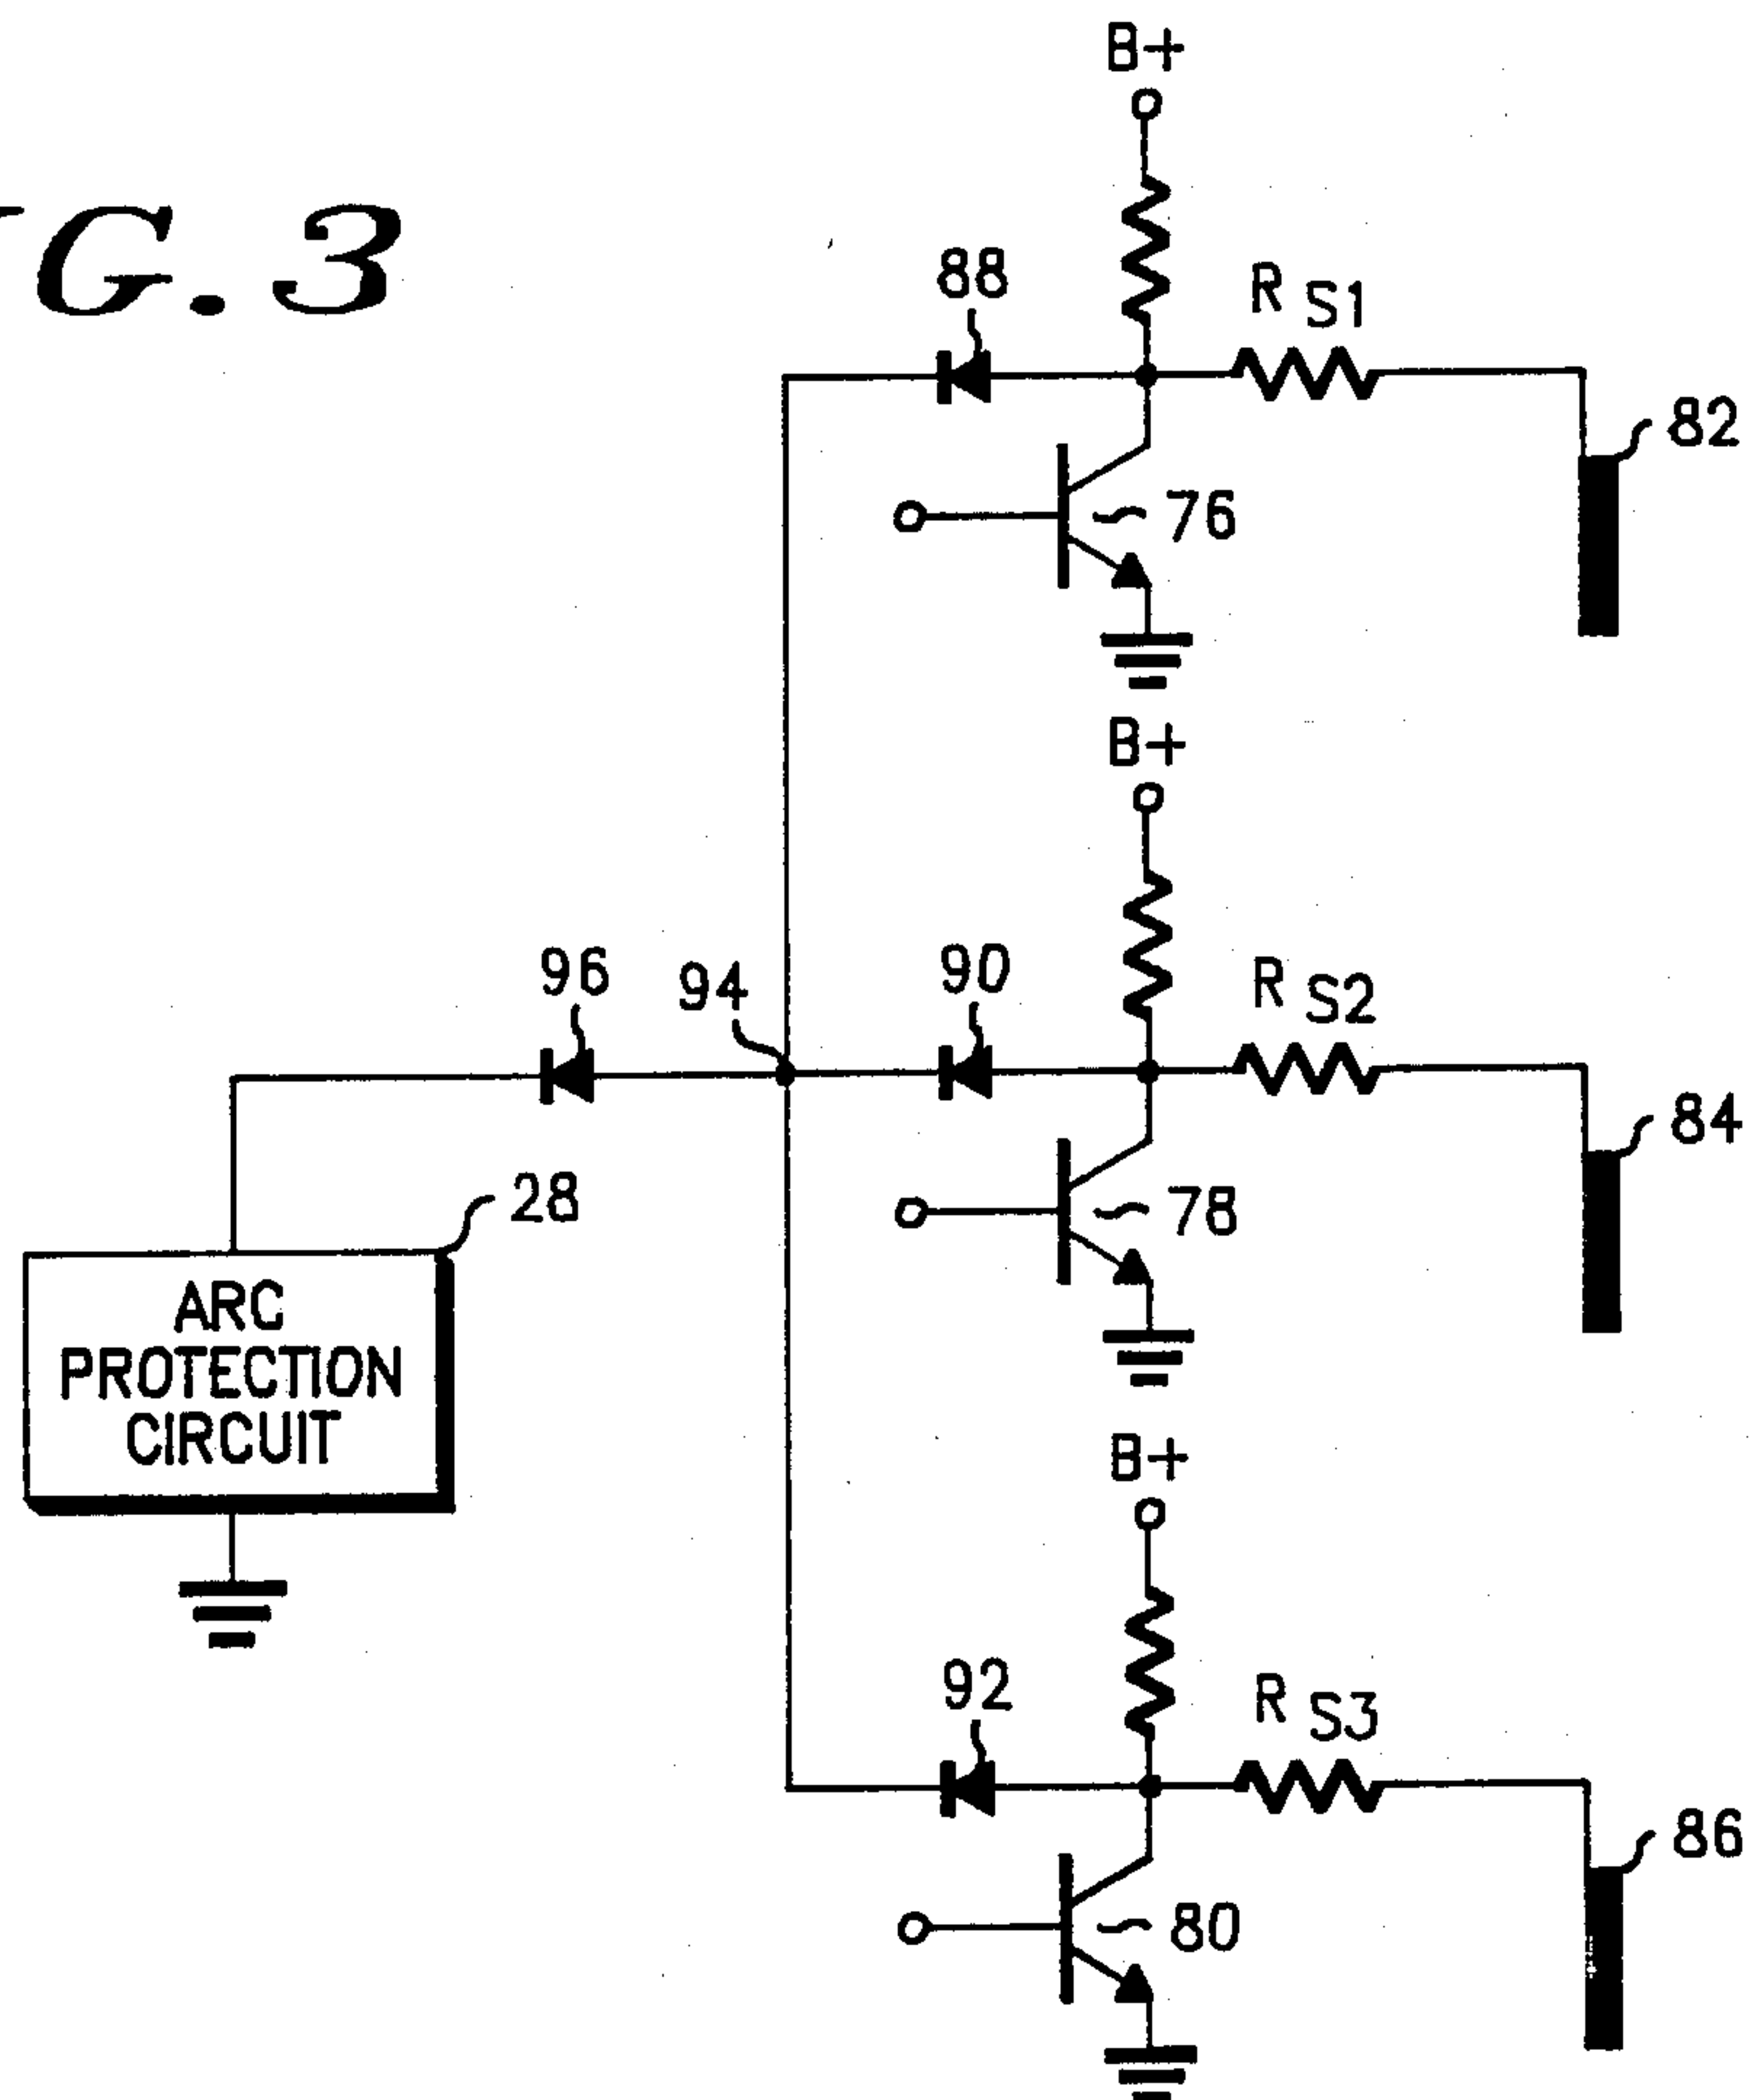 G.3
B+
88
R S1
82
76
B+
96
94
90
R S2
84
28
78
ARC
PROTECTION
CIRCUIT
B+
92
R S3
86
80